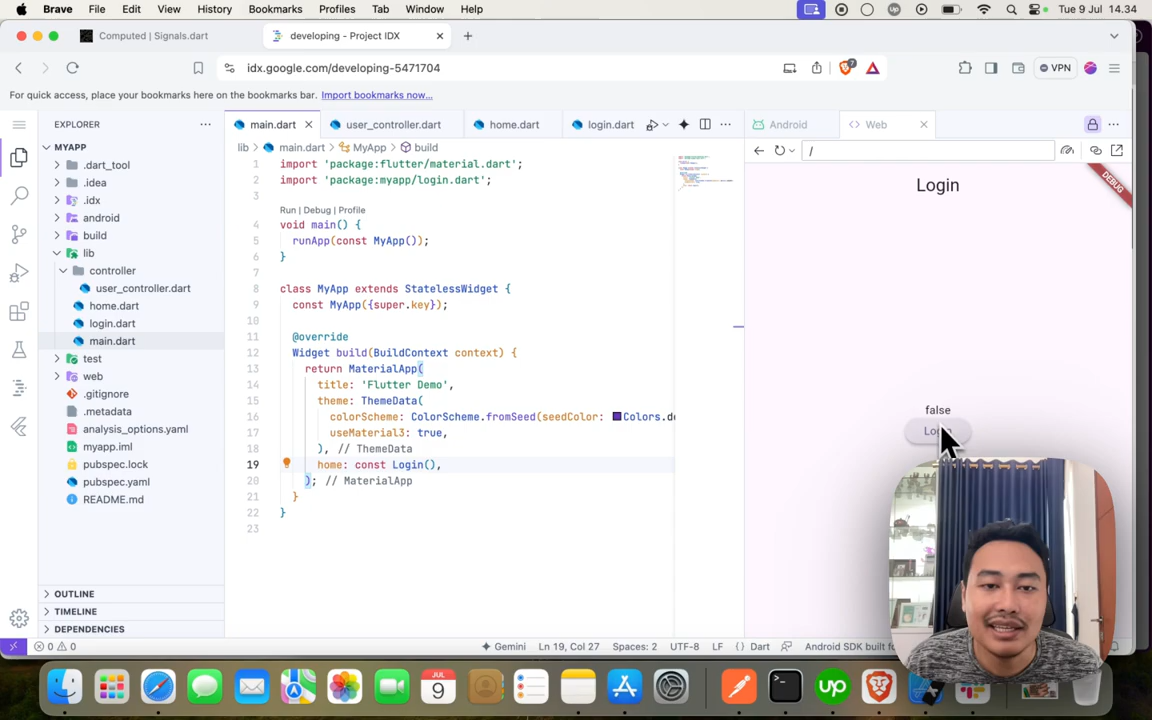 Brave File Edit View History Bookmarks Profiles Tab Window Help Tue 9 Jul 14.34
Computed | Signals.dart
developing - Project IDX
idx.google.com/developing-5471704
7
VPN
For quick access, place your bookmarks here on the bookmarks bar. Import bookmarks now...
EXPLORER
MYAPP
.dart_tool
.idea
.idx
android
build
lib
controller
user_controller.dart
home.dart
login.dart
main.dart
test
web
.gitignore
.metadata
analysis_options.yaml
myapp.iml
pubspec.lock
pubspec.yaml
README.md
OUTLINE
TIMELINE
DEPENDENCIES
main.dart
user_controller.dart
home.dart
login.dart
lib > main.dart > MyApp > build
1 import 'package:flutter/material.dart';
2 import 'package:myapp/login.dart';
3
Run | Debug | Profile
4 void main() {
5 runApp(const MyApp());
6 }
7
8 class MyApp extends StatelessWidget {
9 const MyApp({super.key});
10
11 @override
12 Widget build(BuildContext context) {
13 return MaterialApp(
14 title: 'Flutter Demo',
15 theme: ThemeData(
16 colorScheme: ColorScheme.fromSeed(seedColor: Colors.de
17 useMaterial3: true,
18 ), // ThemeData
19 home: const Login(),
20 ); // MaterialApp
21 }
22 }
23
Android
Web
/
Login
DEBUG
false
0 0
Gemini Ln 19, Col 27 Spaces: 2 UTF-8 LF {} Dart Android SDK built
JUL
9
up